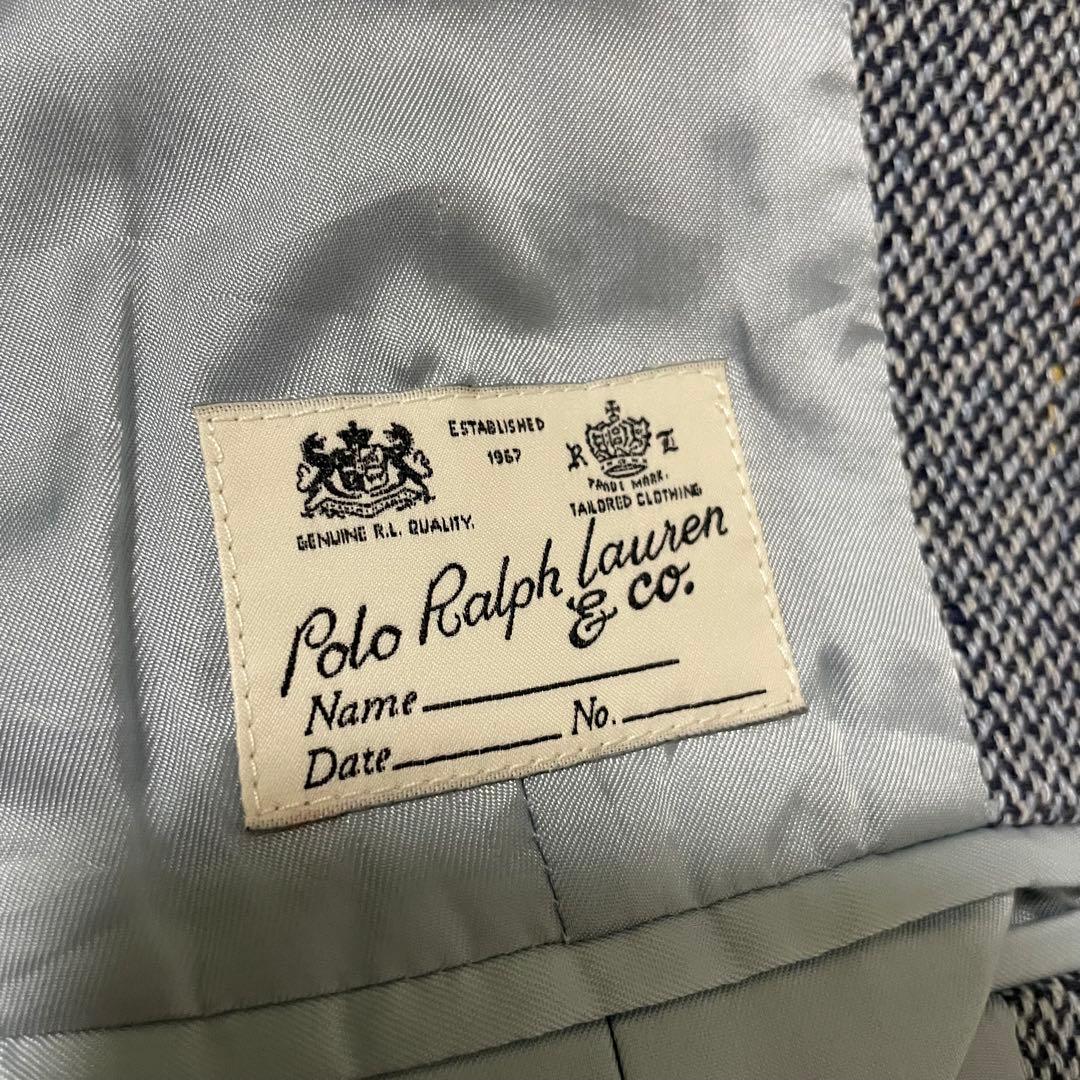 ESTABLISHED
1967
R L
TRADE MARK.
GENUINE R.L. QUALITY.
TAILORED CLOTHING
Polo Ralph Lauren
& co.
Name
Date No.